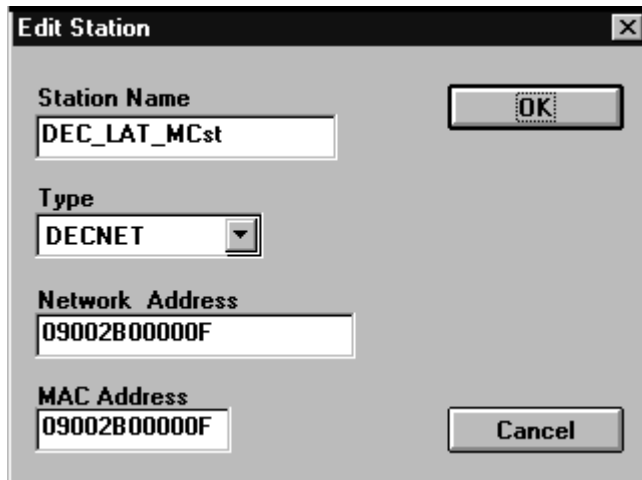 Edit Station
Station Name
OK
DEC_LAT_MCst
Type
DECNET
Network Address
09002B00000F
MAC Address
09002B00000F
Cancel